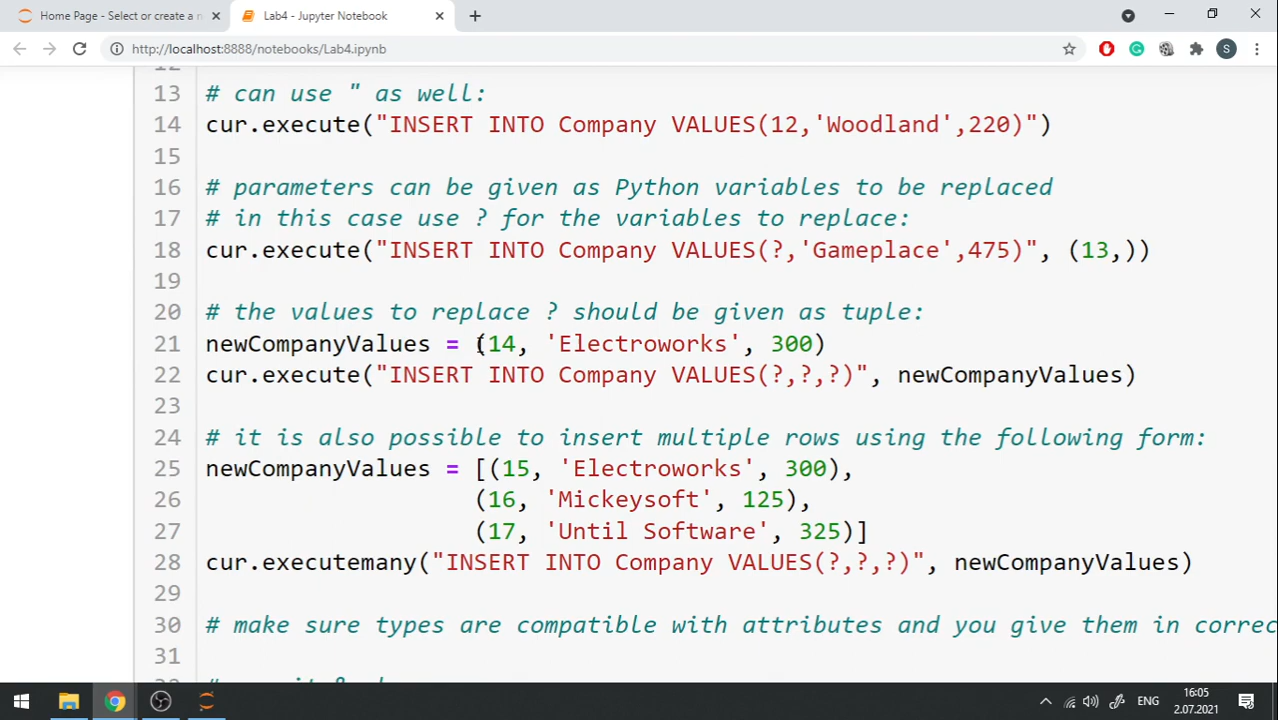 Home Page - Select or create a n
Lab4 - Jupyter Notebook
http://localhost:8888/notebooks/Lab4.ipynb
S
12
13 # can use " as well:
14 cur.execute("INSERT INTO Company VALUES(12,'Woodland',220)")
15
16 # parameters can be given as Python variables to be replaced
17 # in this case use ? for the variables to replace:
18 cur.execute("INSERT INTO Company VALUES(?,'Gameplace',475)", (13,))
19
20 # the values to replace ? should be given as tuple:
21 newCompanyValues = (14, 'Electroworks', 300)
22 cur.execute("INSERT INTO Company VALUES(?,?,?)", newCompanyValues)
23
24 # it is also possible to insert multiple rows using the following form:
25 newCompanyValues = [(15, 'Electroworks', 300),
26 (16, 'Mickeysoft', 125),
27 (17, 'Until Software', 325)]
28 cur.executemany("INSERT INTO Company VALUES(?,?,?)", newCompanyValues)
29
30 # make sure types are compatible with attributes and you give them in correc
31
ENG
16:05
2.07.2021